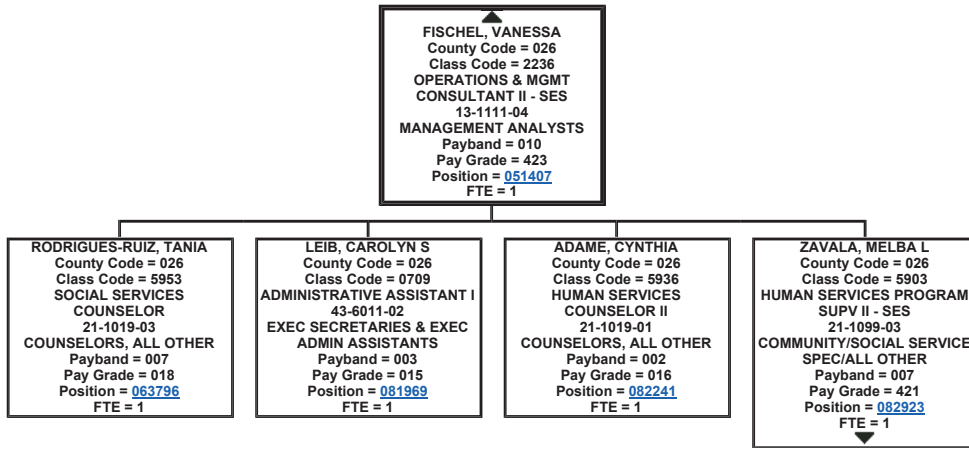 FISCHEL, VANESSA
County Code = 026
Class Code = 2236
OPERATIONS & MGMT
CONSULTANT II - SES
13-1111-04
MANAGEMENT ANALYSTS
Payband = 010
Pay Grade = 423
Position = 051407
FTE = 1
RODRIGUES-RUIZ, TANIA
County Code = 026
Class Code = 5953
SOCIAL SERVICES
COUNSELOR
21-1019-03
COUNSELORS, ALL OTHER
Payband = 007
Pay Grade = 018
Position = 063796
FTE = 1
LEIB, CAROLYN S
County Code = 026
Class Code = 0709
ADMINISTRATIVE ASSISTANT I
43-6011-02
EXEC SECRETARIES & EXEC
ADMIN ASSISTANTS
Payband = 003
Pay Grade = 015
Position = 081969
FTE = 1
ADAME, CYNTHIA
County Code = 026
Class Code = 5936
HUMAN SERVICES
COUNSELOR II
21-1019-01
COUNSELORS, ALL OTHER
Payband = 002
Pay Grade = 016
Position = 082241
FTE = 1
ZAVALA, MELBA L
County Code = 026
Class Code = 5903
HUMAN SERVICES PROGRAM
SUPV II - SES
21-1099-03
COMMUNITY/SOCIAL SERVICE
SPEC/ALL OTHER
Payband = 007
Pay Grade = 421
Position = 082923
FTE = 1